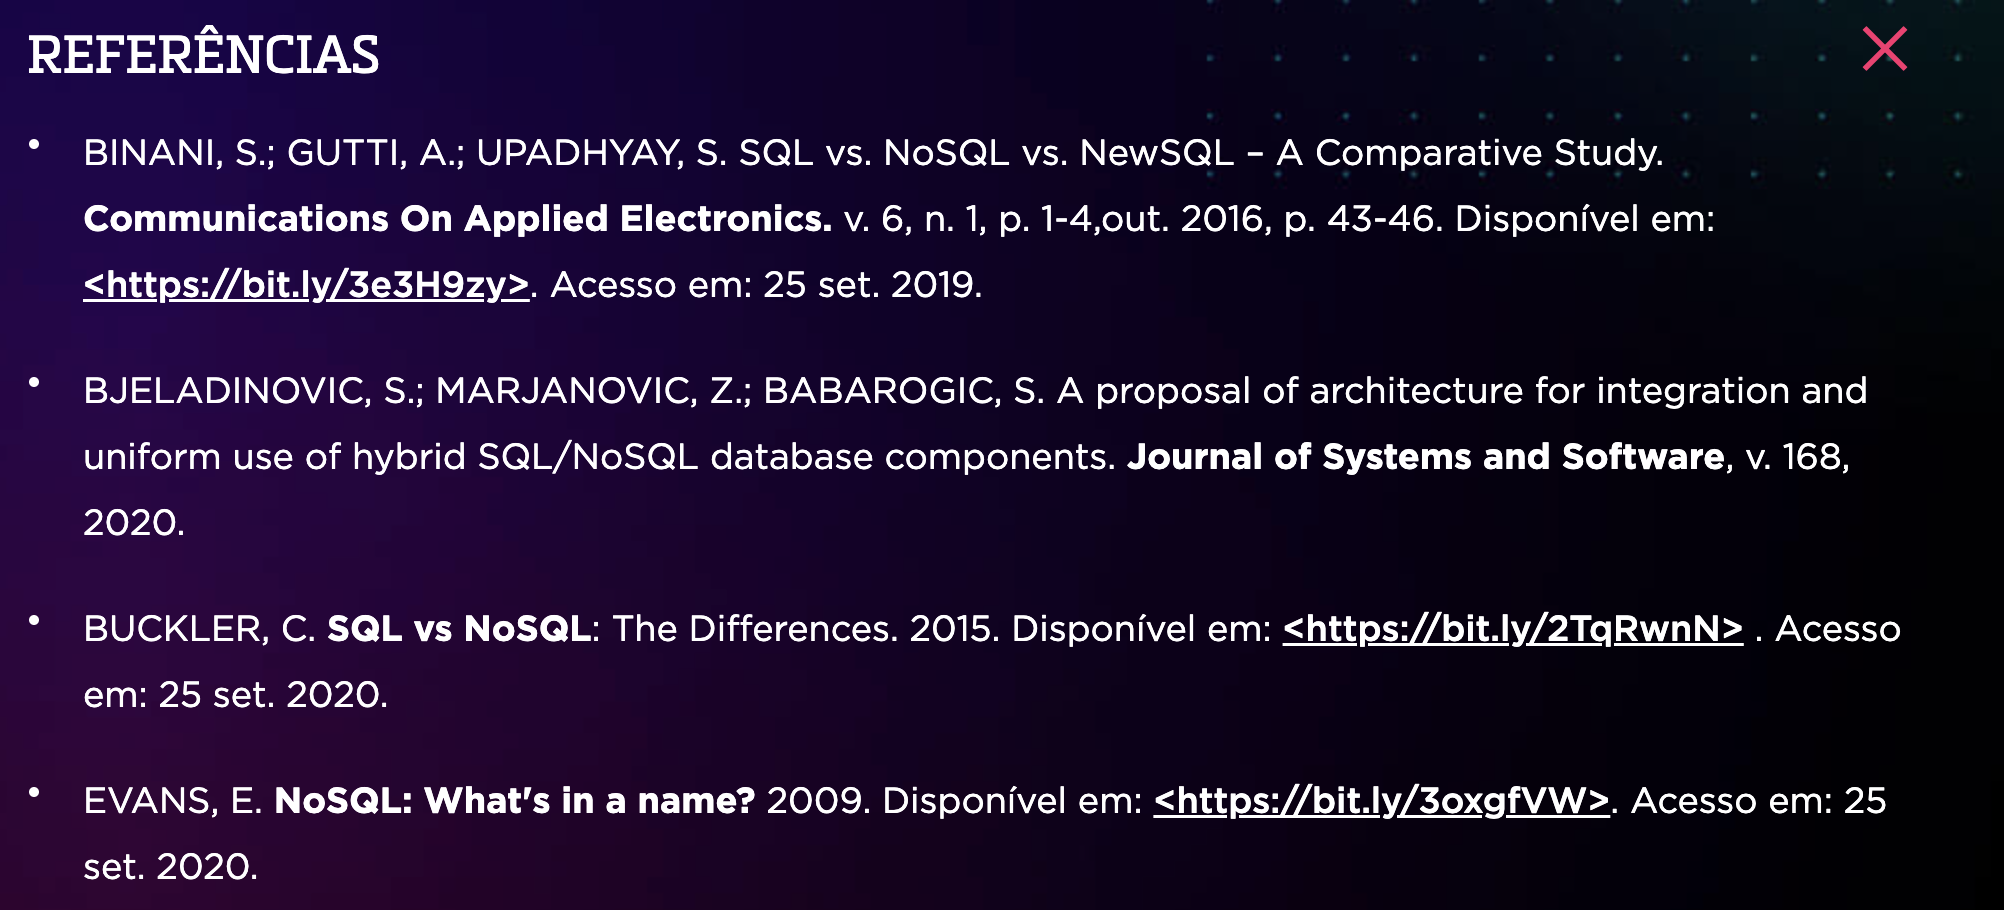 REFERÊNCIAS
• BINANI, S.; GUTTI, A.; UPADHYAY, S. SQL vs. NoSQL vs. NewSQL – A Comparative Study.
Communications On Applied Electronics. v. 6, n. 1, p. 1-4,out. 2016, p. 43-46. Disponível em:
<https://bit.ly/3e3H9zy>. Acesso em: 25 set. 2019.
• BJELADINOVIC, S.; MARJANOVIC, Z.; BABAROGIC, S. A proposal of architecture for integration and
uniform use of hybrid SQL/NoSQL database components. Journal of Systems and Software, v. 168,
2020.
• BUCKLER, C. SQL vs NoSQL: The Differences. 2015. Disponível em: <https://bit.ly/2TqRwnN> . Acesso
em: 25 set. 2020.
• EVANS, E. NoSQL: What's in a name? 2009. Disponível em: <https://bit.ly/3oxgfVW>. Acesso em: 25
set. 2020.